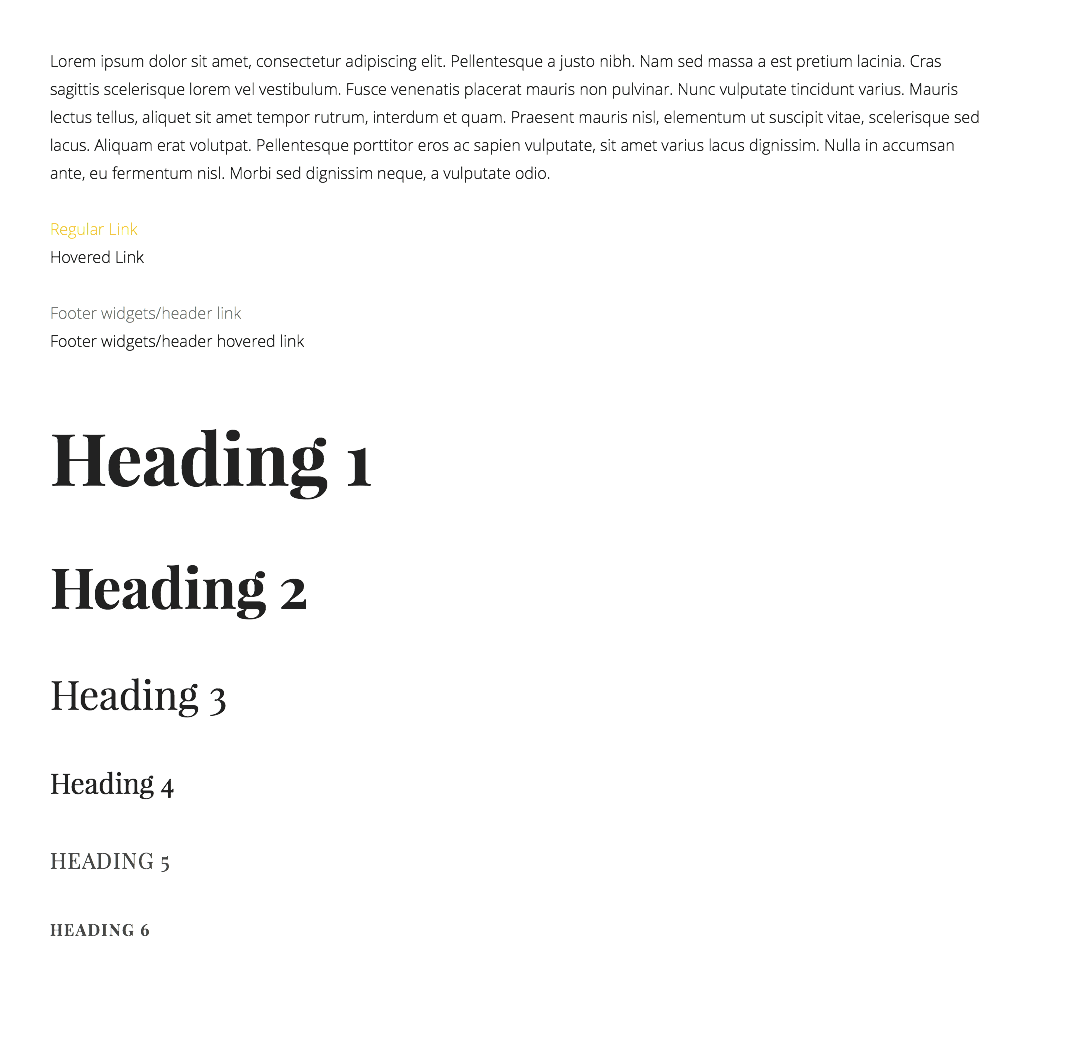 Lorem ipsum dolor sit amet, consectetur adipiscing elit. Pellentesque a justo nibh. Nam sed massa a est pretium lacinia. Cras
sagittis scelerisque lorem vel vestibulum. Fusce venenatis placerat mauris non pulvinar. Nunc vulputate tincidunt varius. Mauris
lectus tellus, aliquet sit amet tempor rutrum, interdum et quam. Praesent mauris nisl, elementum ut suscipit vitae, scelerisque sed
lacus. Aliquam erat volutpat. Pellentesque porttitor eros ac sapien vulputate, sit amet varius lacus dignissim. Nulla in accumsan
ante, eu fermentum nisl. Morbi sed dignissim neque, a vulputate odio.
Regular Link
Hovered Link
Footer widgets/header link
Footer widgets/header hovered link
Heading 1
Heading 2
Heading 3
Heading 4
HEADING 5
HEADING 6